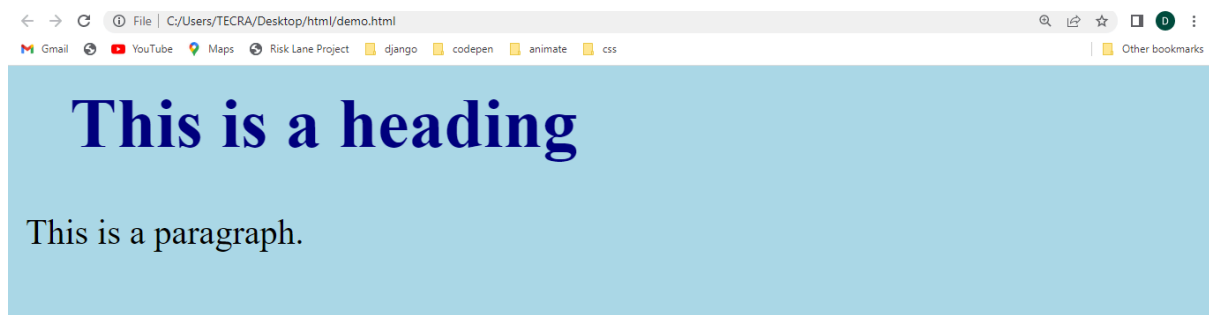 File | C:/Users/TECRA/Desktop/html/demo.html D
Gmail YouTube Maps Risk Lane Project django codepen animate css Other bookmarks
This is a heading
This is a paragraph.